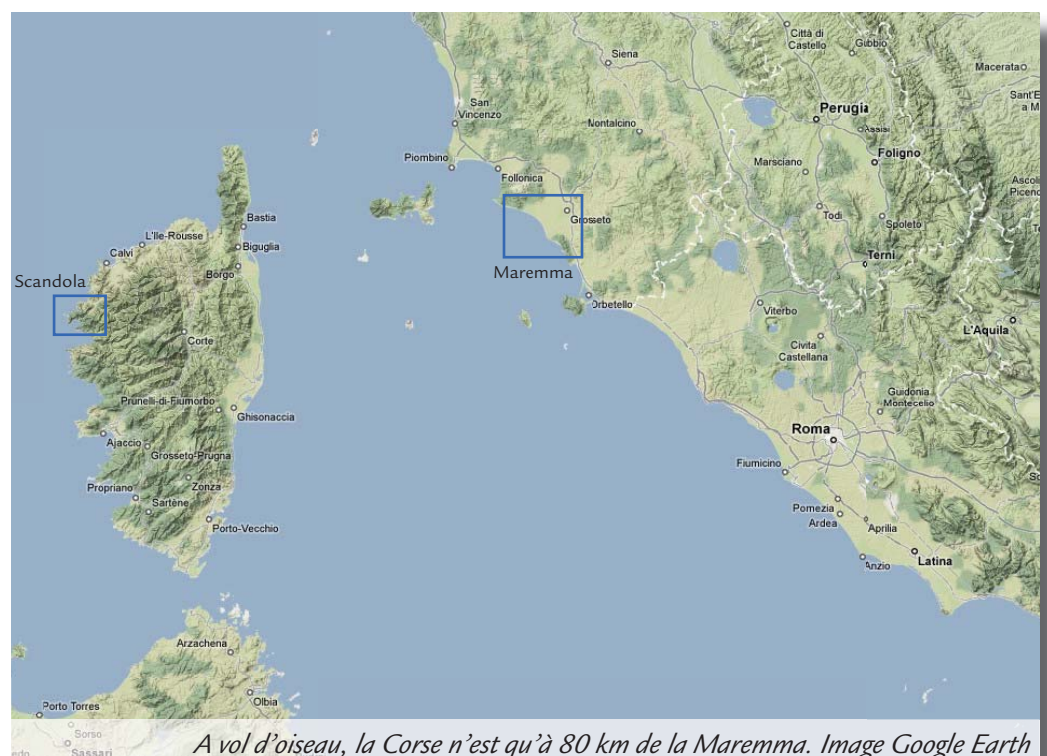 Città di
Castello
Gubbio
Macerata
Siena
San
Vincenzo
Perugia
Assisi
Montalcino
Piombino
Marsciano
Foligno
Follonica
Grosseto
Todi
Spoleto
Bastia
L'Ile-Rousse
Biguglia
Calvi
Terni
Borgo
Maremma
Scandola
Orbetello
Viterbo
L'Aquila
Corte
Civita
Castellana
Prunelli-di-Fiumorbo
Ghisonaccia
Guidonia
Montecelio
Roma
Ajaccio
Grosseto-Prugna
Fiumicino
Propriano
Zonza
Sartène
Pomezia
Porto-Vecchio
Ardea
Aprilia
Latina
Anzio
Arzachena
Olbia
Porto Torres
Sorso
Sassari
A vol d'oiseau, la Corse n'est qu'à 80 km de la Maremma. Image Google Earth